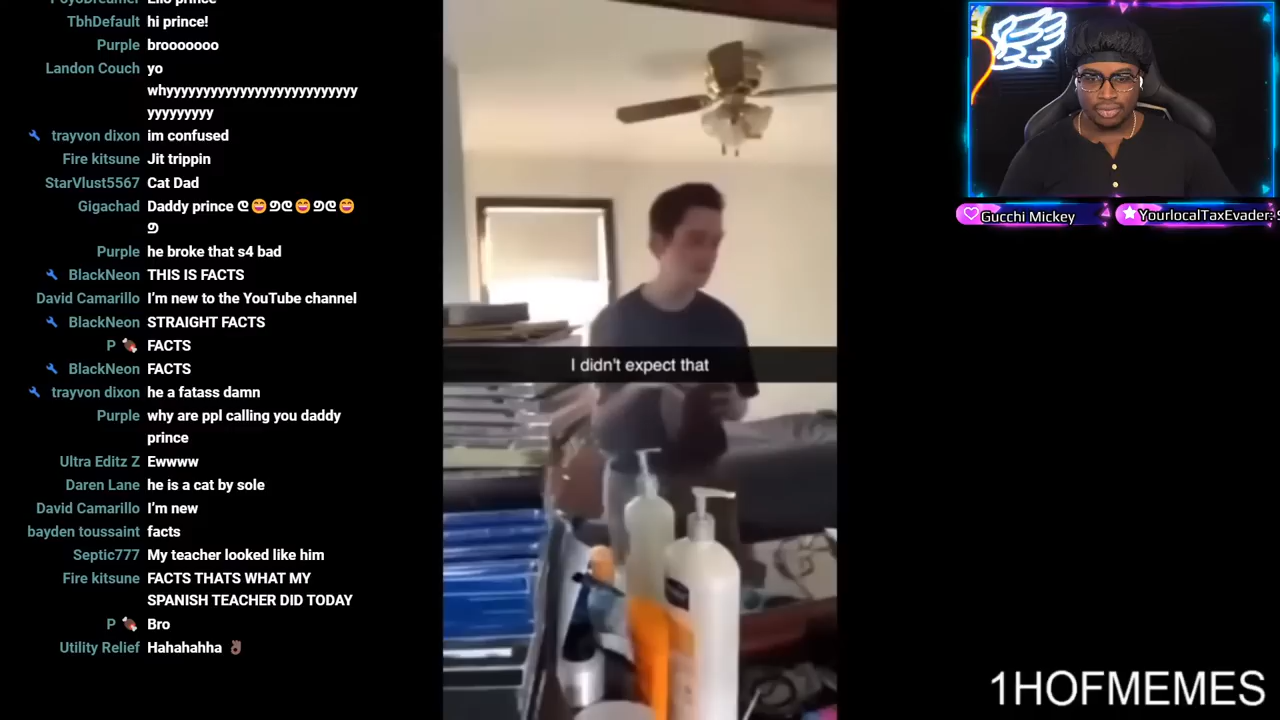 TbhDefault hi prince!
Purple brooooooo
Landon Couch yo
whyyyyyyyyyyyyyyyyyyyyyyyyyy
yyyyyyyyy
trayvon dixon im confused
Fire kitsune Jit trippin
StarVlust5567 Cat Dad
Gigachad Daddy prince ᘓ😄୨ᘓ😄୨ᘓ😄
୨
Purple he broke that s4 bad
BlackNeon THIS IS FACTS
David Camarillo I’m new to the YouTube channel
BlackNeon STRAIGHT FACTS
P 🍖 FACTS
BlackNeon FACTS
trayvon dixon he a fatass damn
Purple why are ppl calling you daddy
prince
Ultra Editz Z Ewwww
Daren Lane he is a cat by sole
David Camarillo I’m new
bayden toussaint facts
Septic777 My teacher looked like him
Fire kitsune FACTS THATS WHAT MY
SPANISH TEACHER DID TODAY
P 🍖 Bro
Utility Relief Hahahahha 👌🏿
I didn't expect that
Gucchi Mickey
YourlocalTaxEvader:
1HOFMEMES